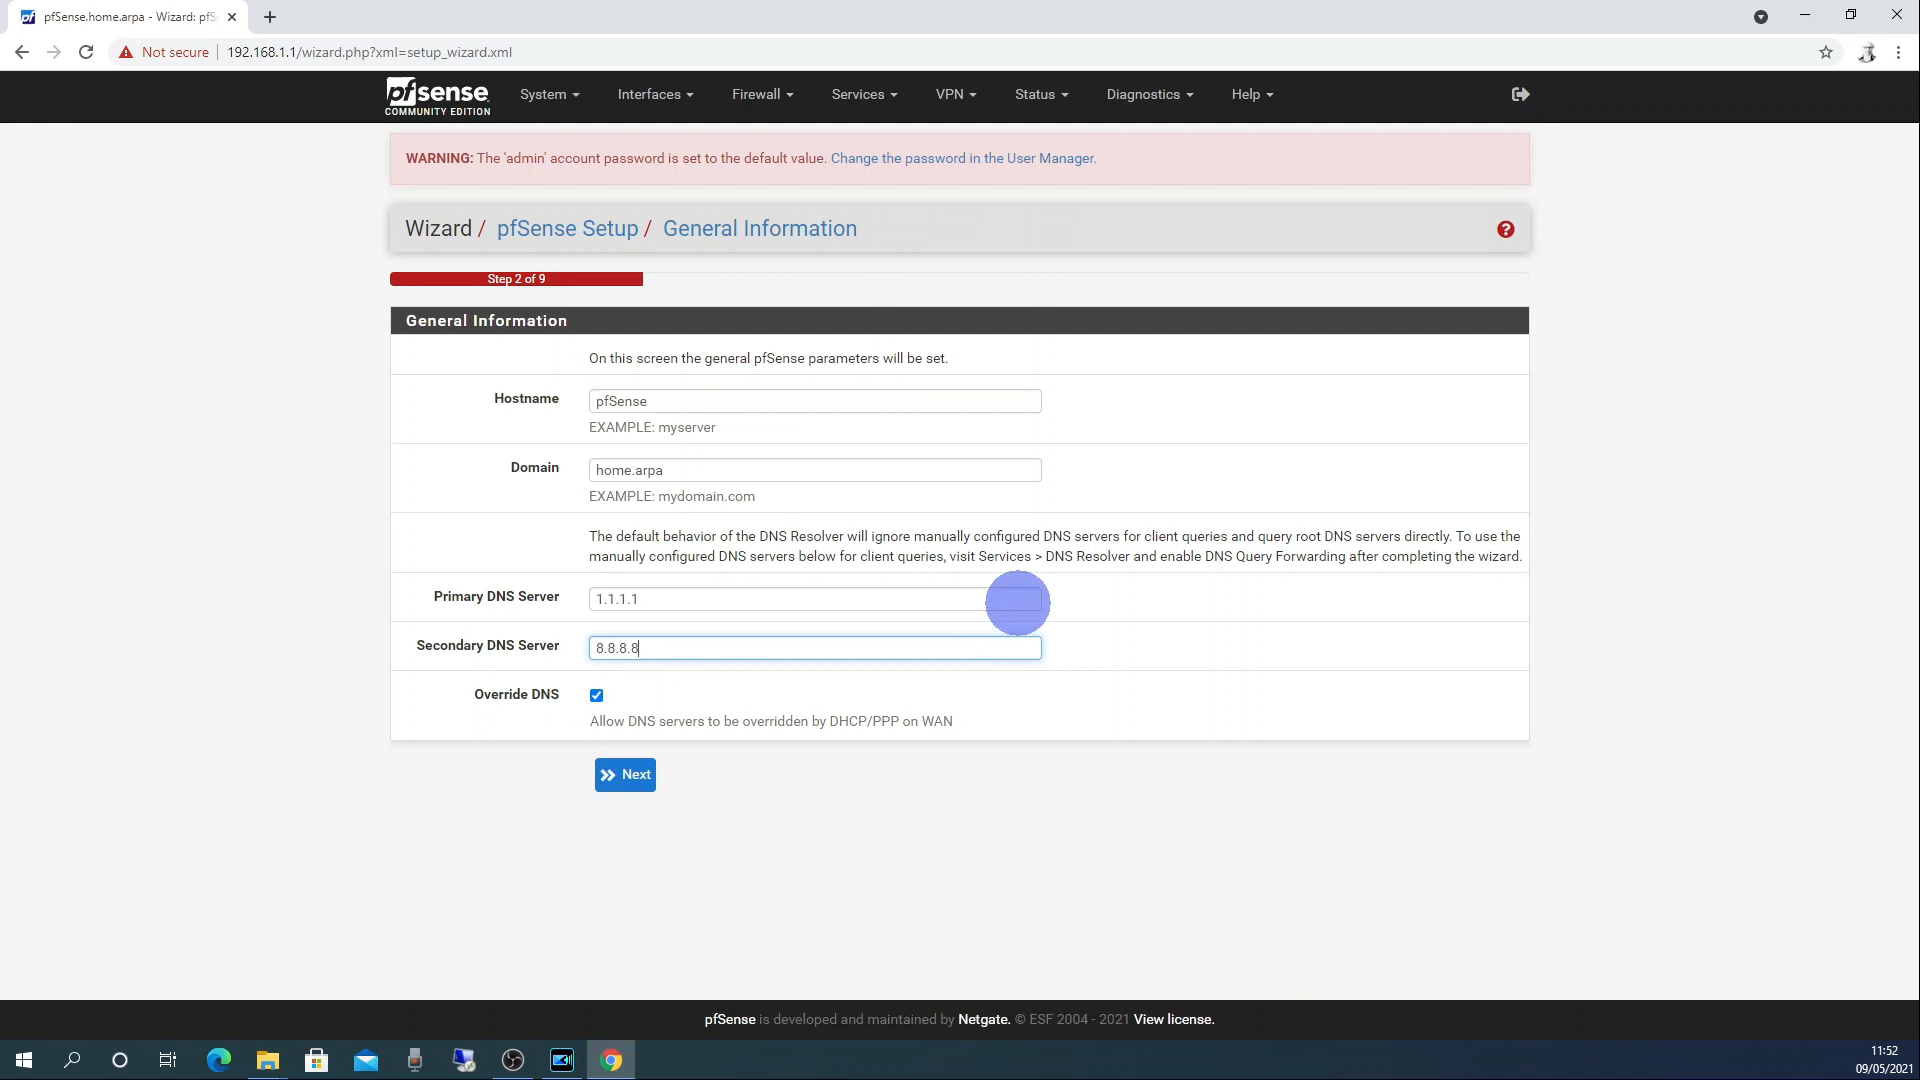 pfSense.home.arpa - Wizard: pfS
Not secure
192.168.1.1/wizard.php?xml=setup_wizard.xml
pfsense
COMMUNITY EDITION
System
Interfaces
Firewall
Services
VPN
Status
Diagnostics
Help
WARNING: The 'admin' account password is set to the default value. Change the password in the User Manager.
Wizard / pfSense Setup / General Information
Step 2 of 9
General Information
On this screen the general pfSense parameters will be set.
Hostname
pfSense
EXAMPLE: myserver
Domain
home.arpa
EXAMPLE: mydomain.com
The default behavior of the DNS Resolver will ignore manually configured DNS servers for client queries and query root DNS servers directly. To use the
manually configured DNS servers below for client queries, visit Services > DNS Resolver and enable DNS Query Forwarding after completing the wizard.
Primary DNS Server
1.1.1.1
Secondary DNS Server
8.8.8.8
Override DNS
Allow DNS servers to be overridden by DHCP/PPP on WAN
Next
pfSense is developed and maintained by Netgate. © ESF 2004 - 2021 View license.
11:52
09/05/2021